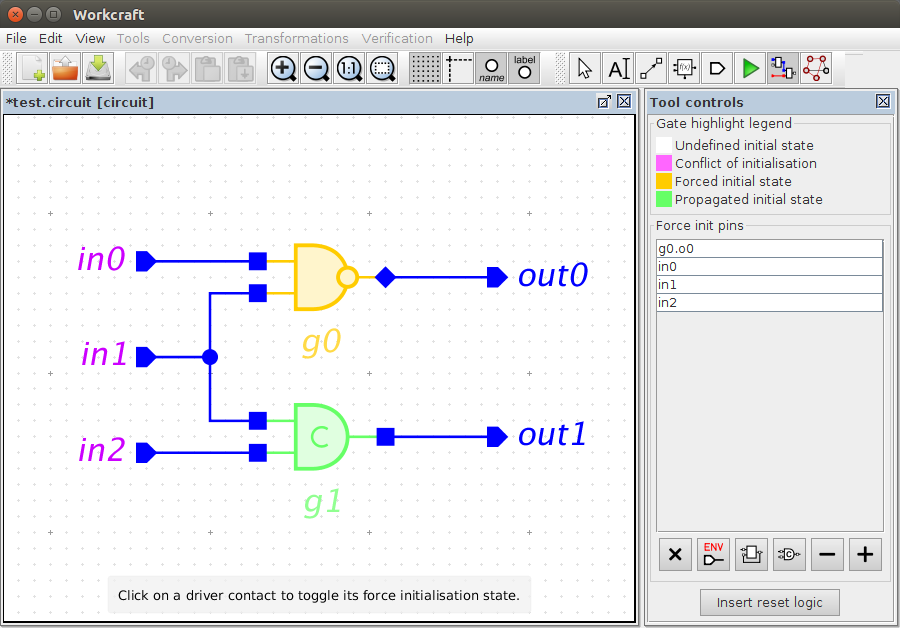 Workcraft
File Edit View Tools Conversion Transformations Verification Help
1:1 name label AI f(x)
*test.circuit [circuit]
in0
out0
g0
in1
in2
C
out1
g1
Click on a driver contact to toggle its force initialisation state.
Tool controls
Gate highlight legend
Undefined initial state
Conflict of initialisation
Forced initial state
Propagated initial state
Force init pins
g0.o0
in0
in1
in2
ENV C
Insert reset logic